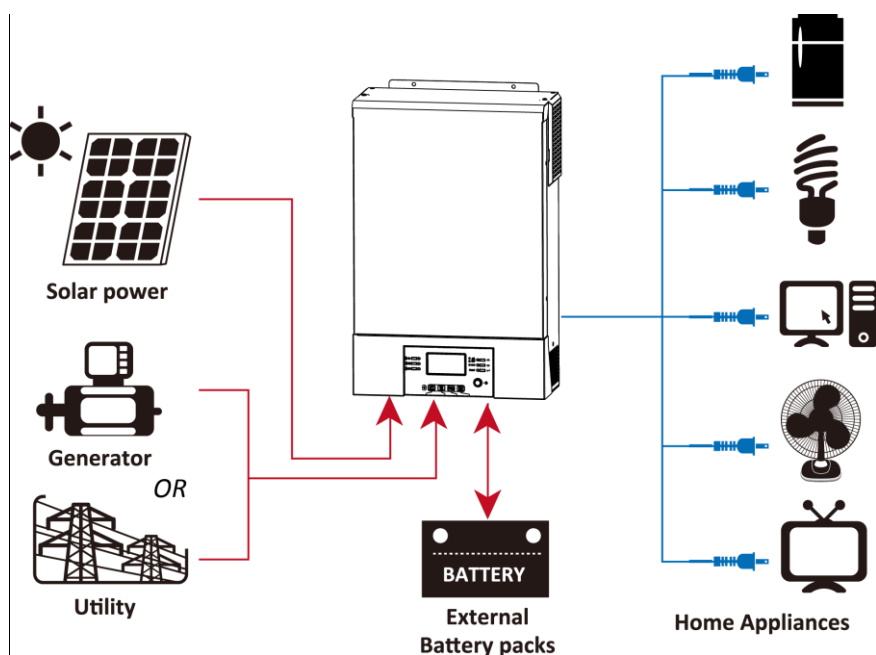 Solar power
Generator
OR
Utility
BATTERY
External
Battery packs
Home Appliances